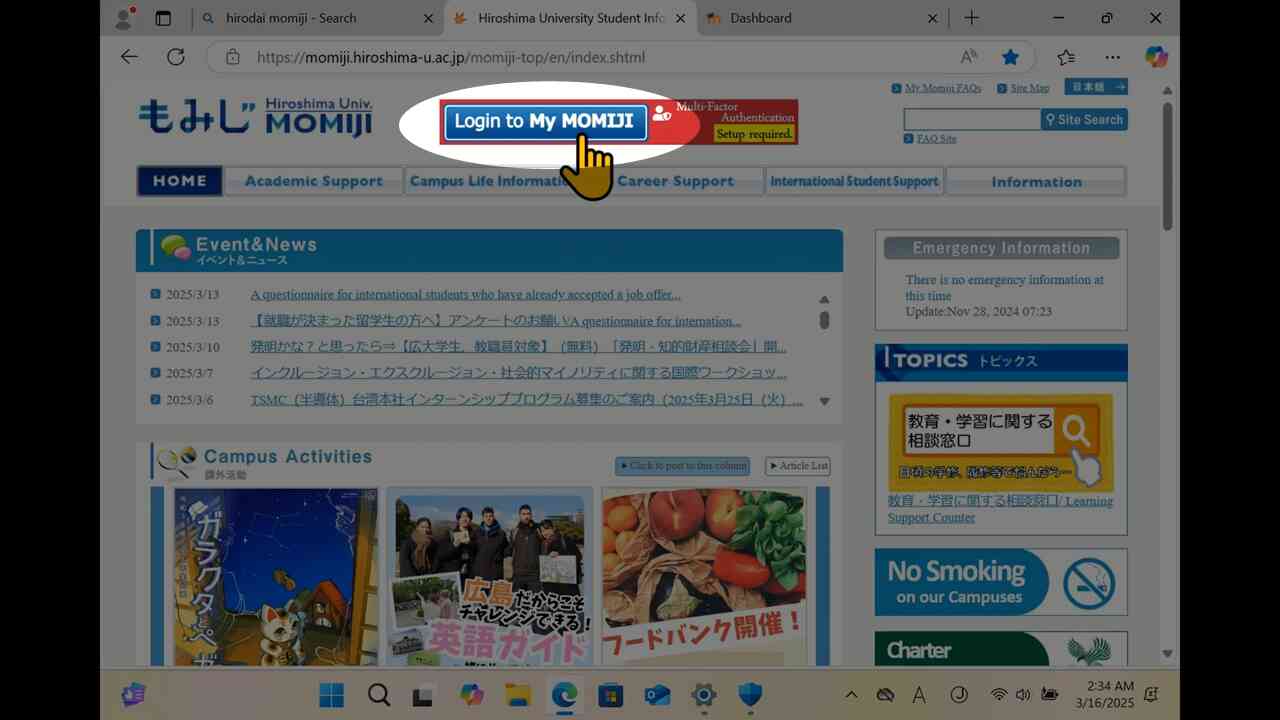 hirodai momiji - Search
Hiroshima University Student Info
Dashboard
https://momiji.hiroshima-u.ac.jp/momiji-top/en/index.shtml
もみじ Hiroshima Univ. MOMIJI
Login to My MOMIJI
Multi-Factor
Authentication
Setup required.
My Momiji FAQs
Site Map
日本語
Site Search
FAQ Site
HOME
Academic Support
Campus Life Information
Career Support
International Student Support
Information
Event&News
イベント&ニュース
2025/3/13 A questionnaire for international students who have already accepted a job offer...
2025/3/13 【就職が決まった留学生の方へ】アンケートのお願い/A questionnaire for internation...
2025/3/10 発明かな？と思ったら⇒【広大学生、教職員対象】（無料）「発明・知的財産相談会」開...
2025/3/7 インクルージョン・エクスクルージョン・社会的マイノリティに関する国際ワークショッ...
2025/3/6 TSMC（半導体）台湾本社インターンシッププログラム募集のご案内（2025年3月25日（火）...
Emergency Information
There is no emergency information at
this time
Update:Nov 28, 2024 07:23
TOPICS トピックス
教育・学習に関する
相談窓口
日頃の学修、履修等で悩んだら…
教育・学習に関する相談窓口/ Learning
Support Counter
Campus Activities
課外活動
Click to post to this column
Article List
ガラクタとペガ
広島だからこそ
チャレンジできる！
英語ガイド
フードバンク開催！
No Smoking
on our Campuses
Charter
2:34 AM
3/16/2025